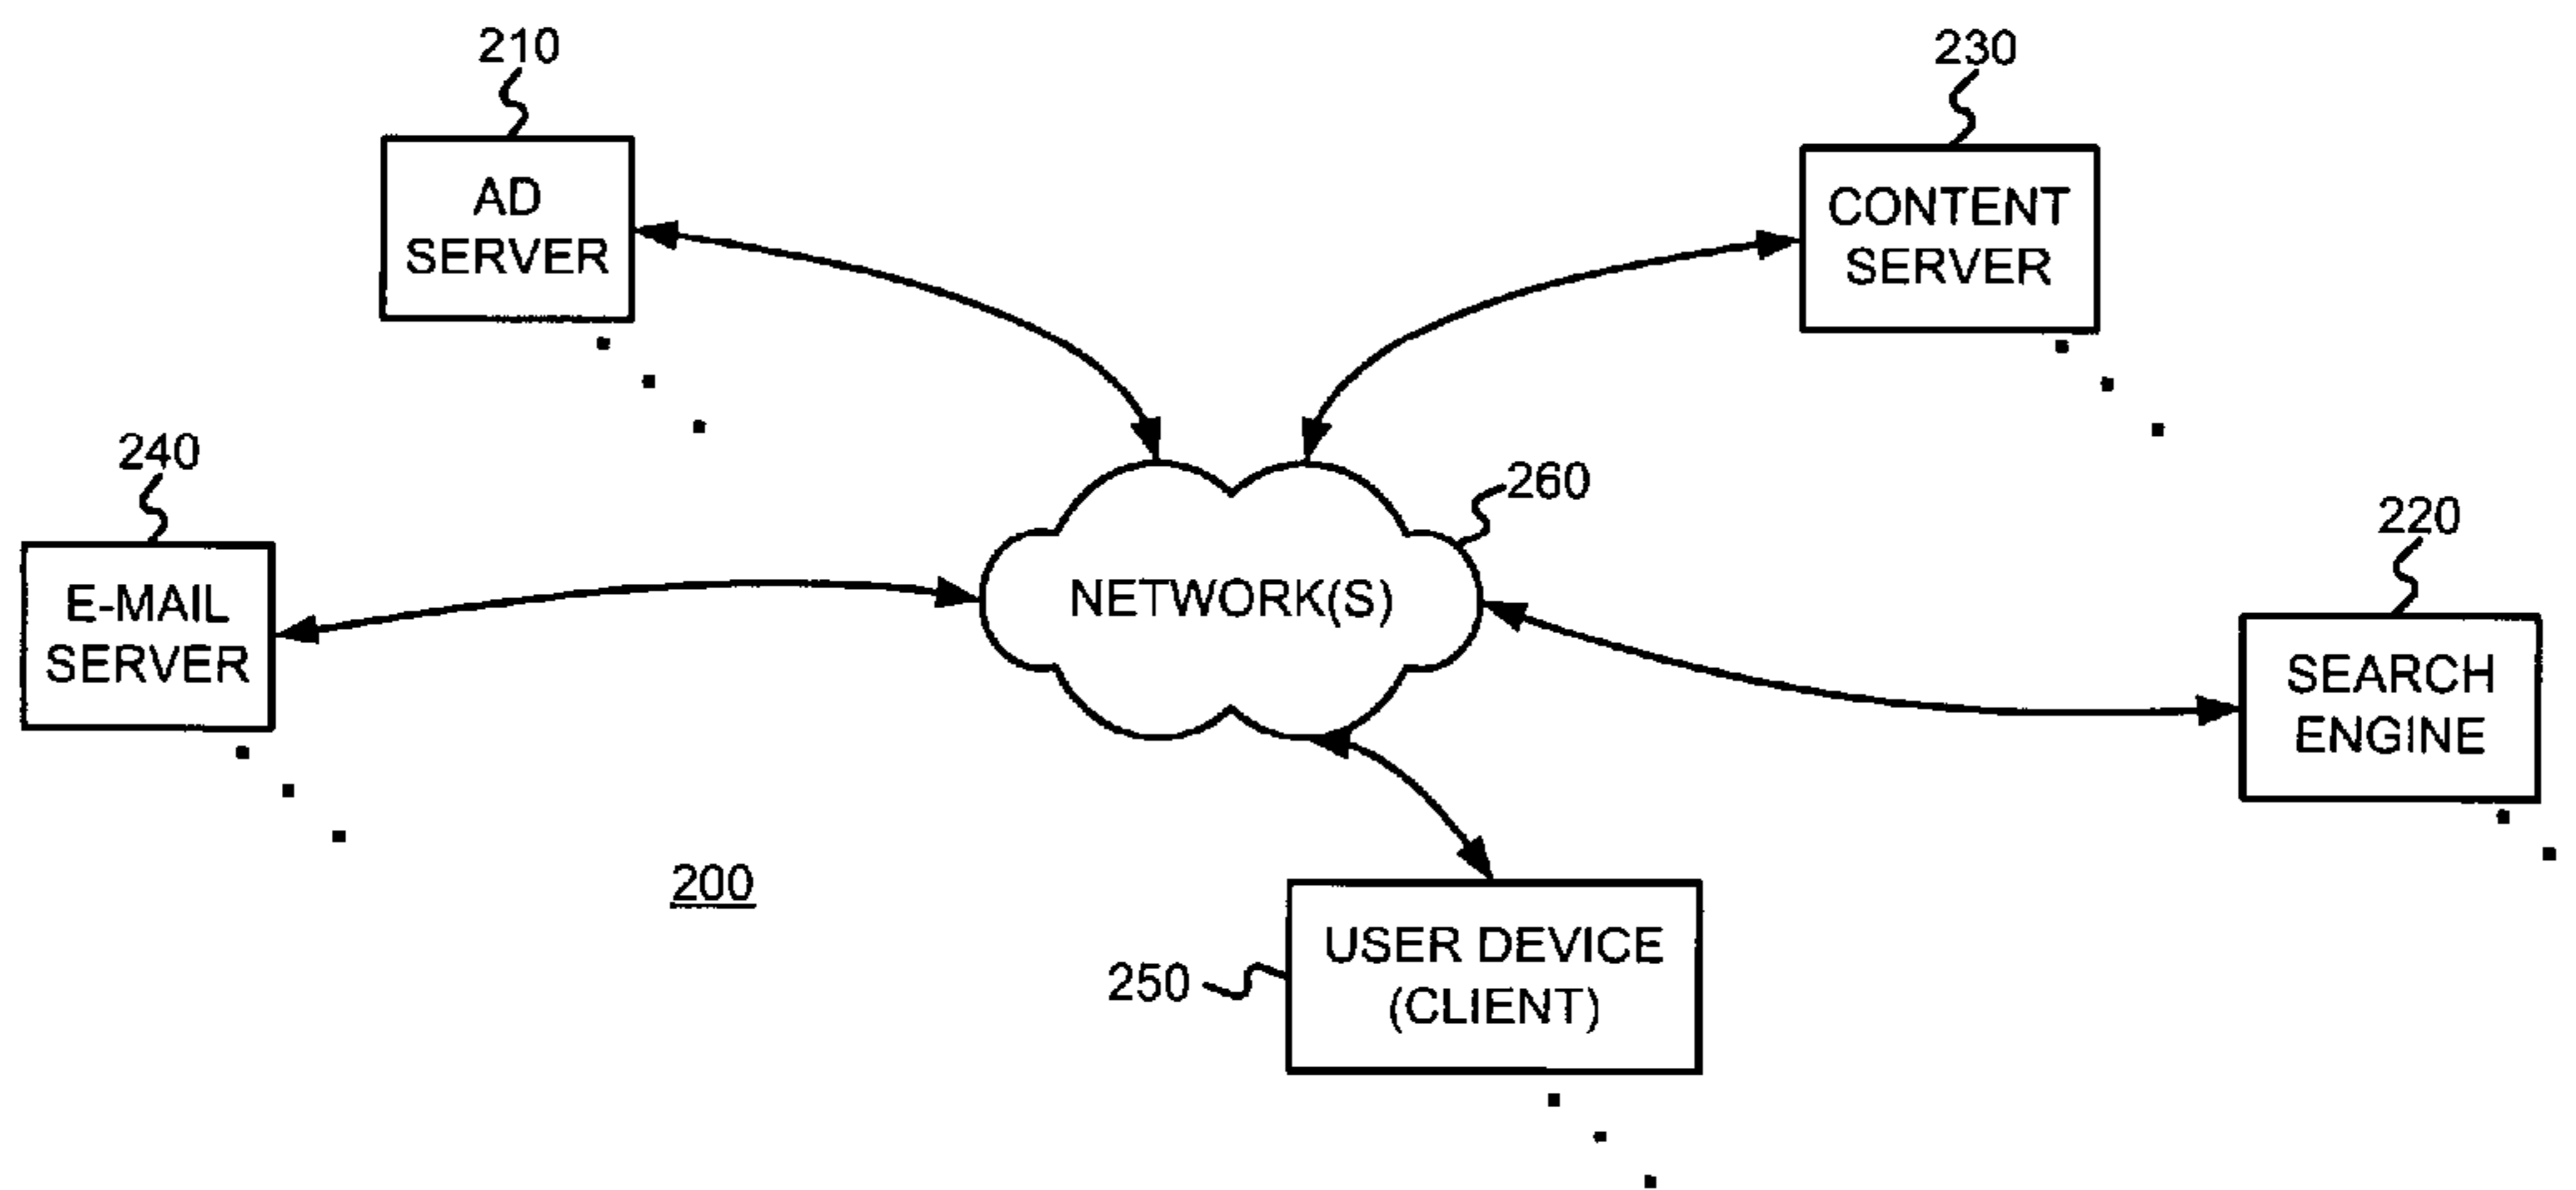 210
AD
SERVER
230
CONTENT
SERVER
240
E-MAIL
SERVER
260
NETWORK(S)
220
SEARCH
ENGINE
200
250
USER DEVICE
(CLIENT)